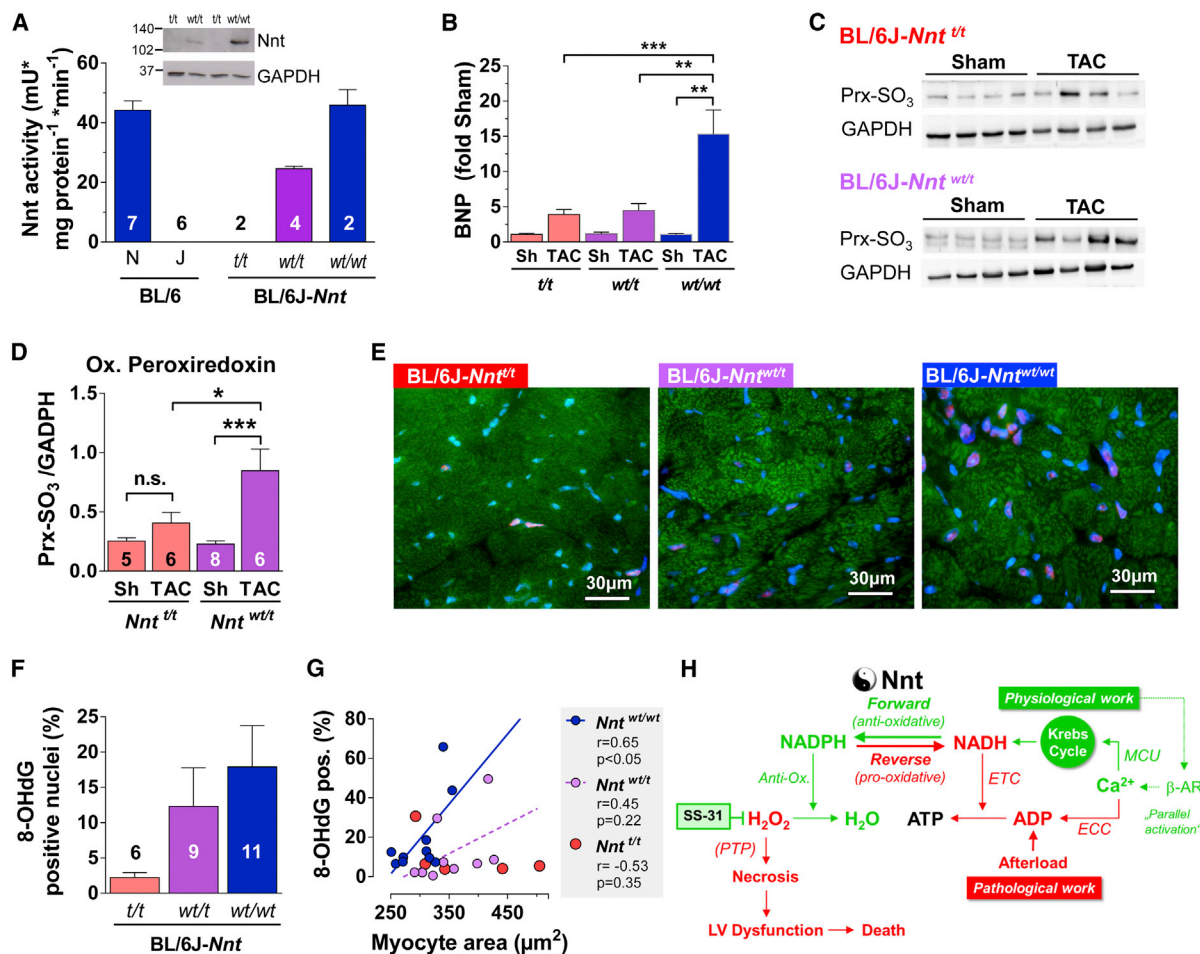 A
t/t wt/t t/t wt/wt
140
102
37
Nnt
GAPDH
Nnt activity (mU*
mg protein⁻¹ *min⁻¹)
60
40
20
0
7 6 2 4 2
N J t/t wt/t wt/wt
BL/6 BL/6J-Nnt
B
***
**
**
BNP (fold Sham)
25
20
15
10
5
0
Sh TAC Sh TAC Sh TAC
t/t wt/t wt/wt
C
BL/6J-Nnt t/t
Sham TAC
Prx-SO₃
GAPDH
BL/6J-Nnt wt/t
Sham TAC
Prx-SO₃
GAPDH
D
Ox. Peroxiredoxin
*
***
n.s.
Prx-SO₃ /GADPH
1.5
1.0
0.5
0.0
5 6 8 6
Sh TAC Sh TAC
Nnt t/t Nnt wt/t
E
BL/6J-Nntt/t
BL/6J-Nntwt/t
BL/6J-Nntwt/wt
30µm
30µm
30µm
F
8-OHdG
positive nuclei (%)
25
20
15
10
5
0
6 9 11
t/t wt/t wt/wt
BL/6J-Nnt
G
8-OHdG pos. (%)
80
60
40
20
0
250 350 450
Myocyte area (µm²)
Nnt wt/wt
r=0.65
p<0.05
Nnt wt/t
r=0.45
p=0.22
Nnt t/t
r= -0.53
p=0.35
H
Nnt
Forward
(anti-oxidative)
NADPH
NADH
Reverse
(pro-oxidative)
Physiological work
Krebs
Cycle
MCU
Ca²⁺
β-AR
„Parallel
activation'
Anti-Ox.
ETC
ECC
SS-31
H₂O₂
H₂O
ATP
ADP
(PTP)
Necrosis
Afterload
Pathological work
LV Dysfunction
Death